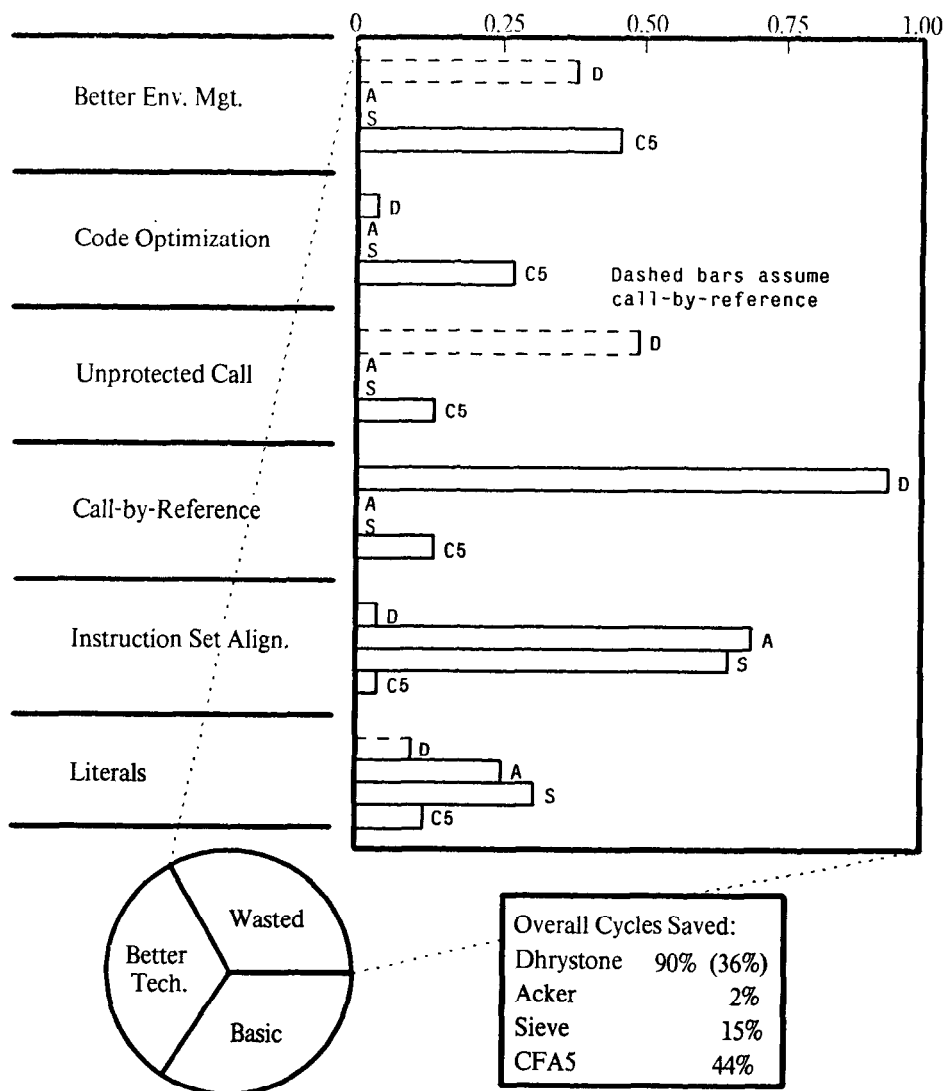 0 0.25 0.50 0.75 1.00
Better Env. Mgt.
D
A
S
C5
Code Optimization
D
A
S
C5
Dashed bars assume
call-by-reference
Unprotected Call
D
A
S
C5
Call-by-Reference
D
A
S
C5
Instruction Set Align.
D
A
S
C5
Literals
D
A
S
C5
Wasted
Better
Tech.
Basic
Overall Cycles Saved:
Dhrystone 90% (36%)
Acker 2%
Sieve 15%
CFA5 44%